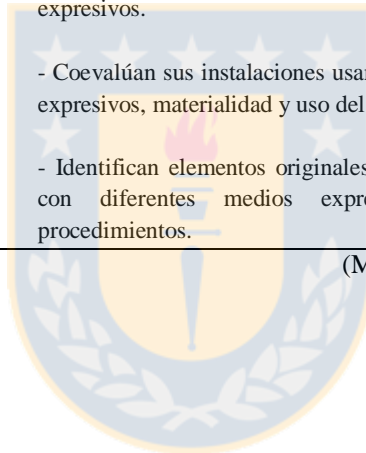 expresivos.
- Coevalúan sus instalaciones usar
expresivos, materialidad y uso del
- Identifican elementos originales
con diferentes medios expre
procedimientos.
(M